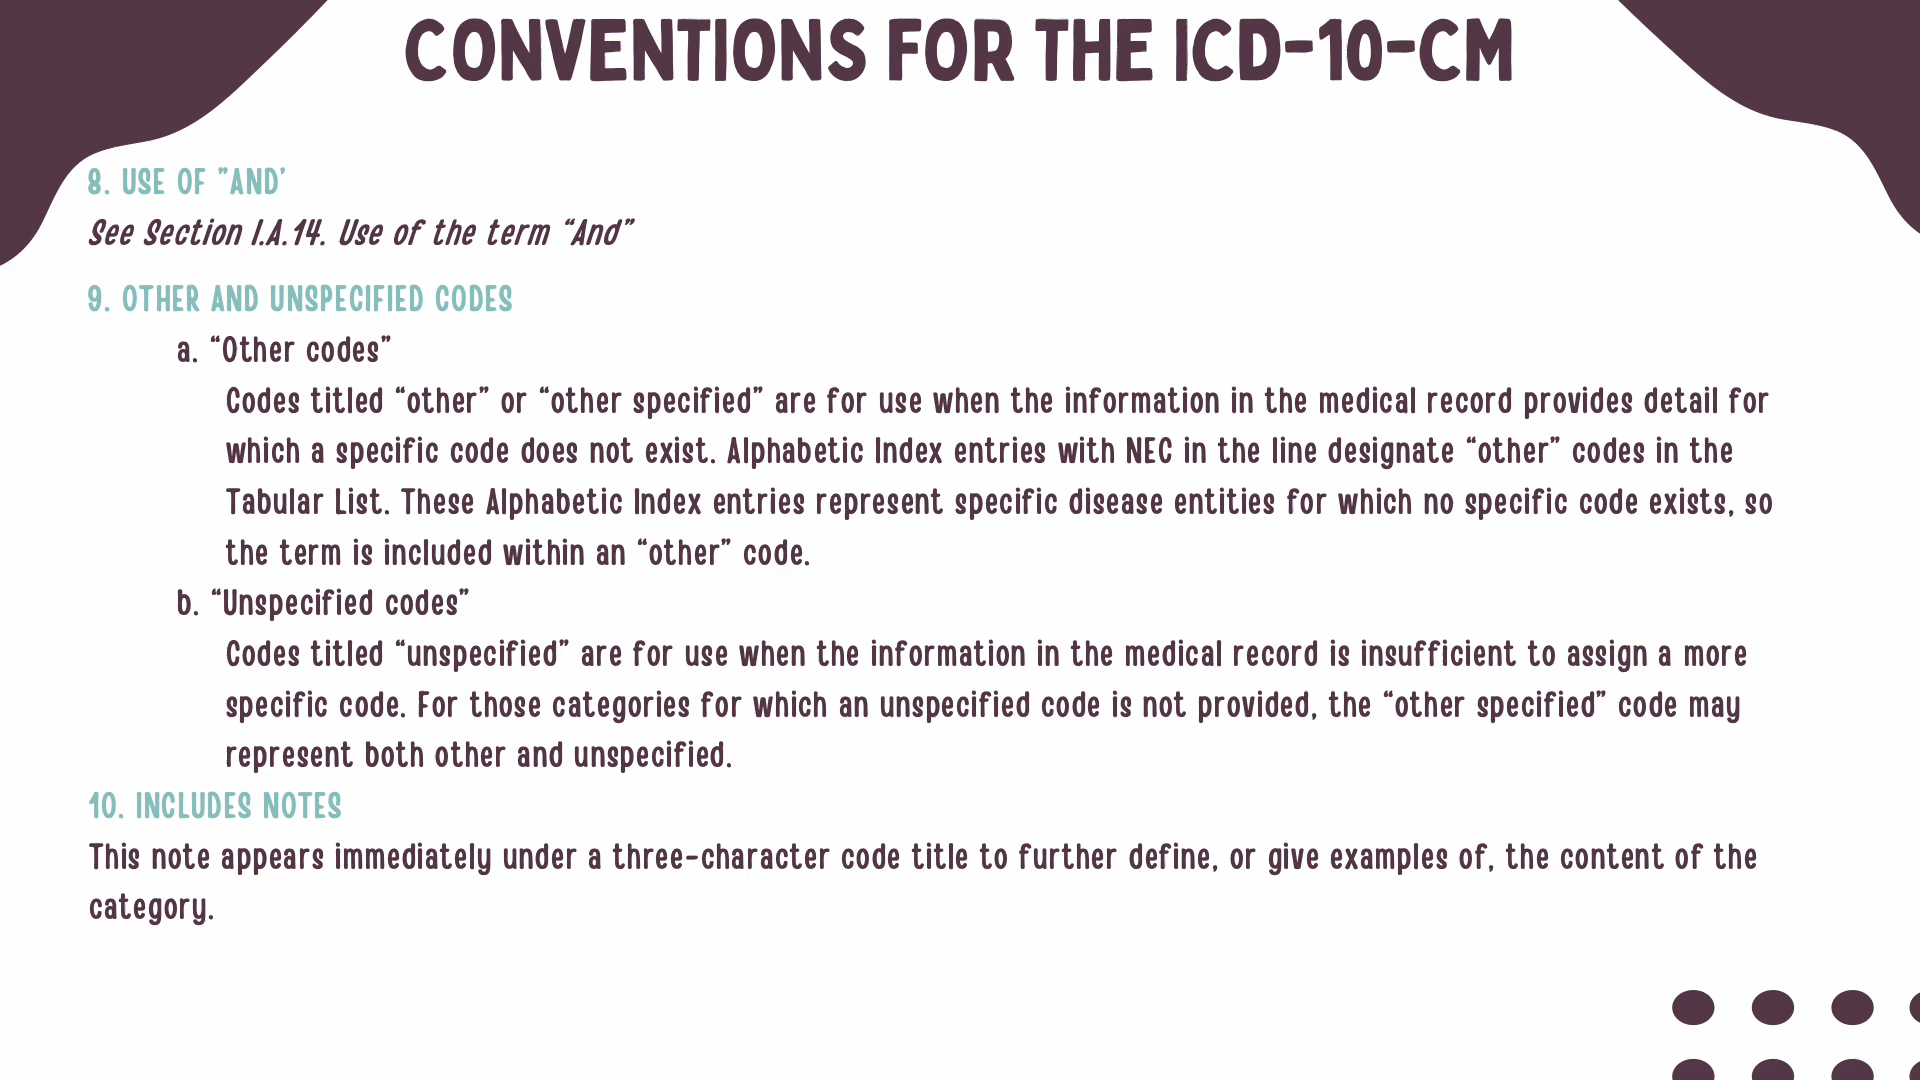 CONVENTIONS FOR THE ICD-10-CM
8. USE OF "AND'
See Section I.A.14. Use of the term “And”
9. OTHER AND UNSPECIFIED CODES
a. “Other codes”
Codes titled “other” or “other specified” are for use when the information in the medical record provides detail for
which a specific code does not exist. Alphabetic Index entries with NEC in the line designate “other” codes in the
Tabular List. These Alphabetic Index entries represent specific disease entities for which no specific code exists, so
the term is included within an “other” code.
b. “Unspecified codes”
Codes titled “unspecified” are for use when the information in the medical record is insufficient to assign a more
specific code. For those categories for which an unspecified code is not provided, the “other specified” code may
represent both other and unspecified.
10. INCLUDES NOTES
This note appears immediately under a three-character code title to further define, or give examples of, the content of the
category.